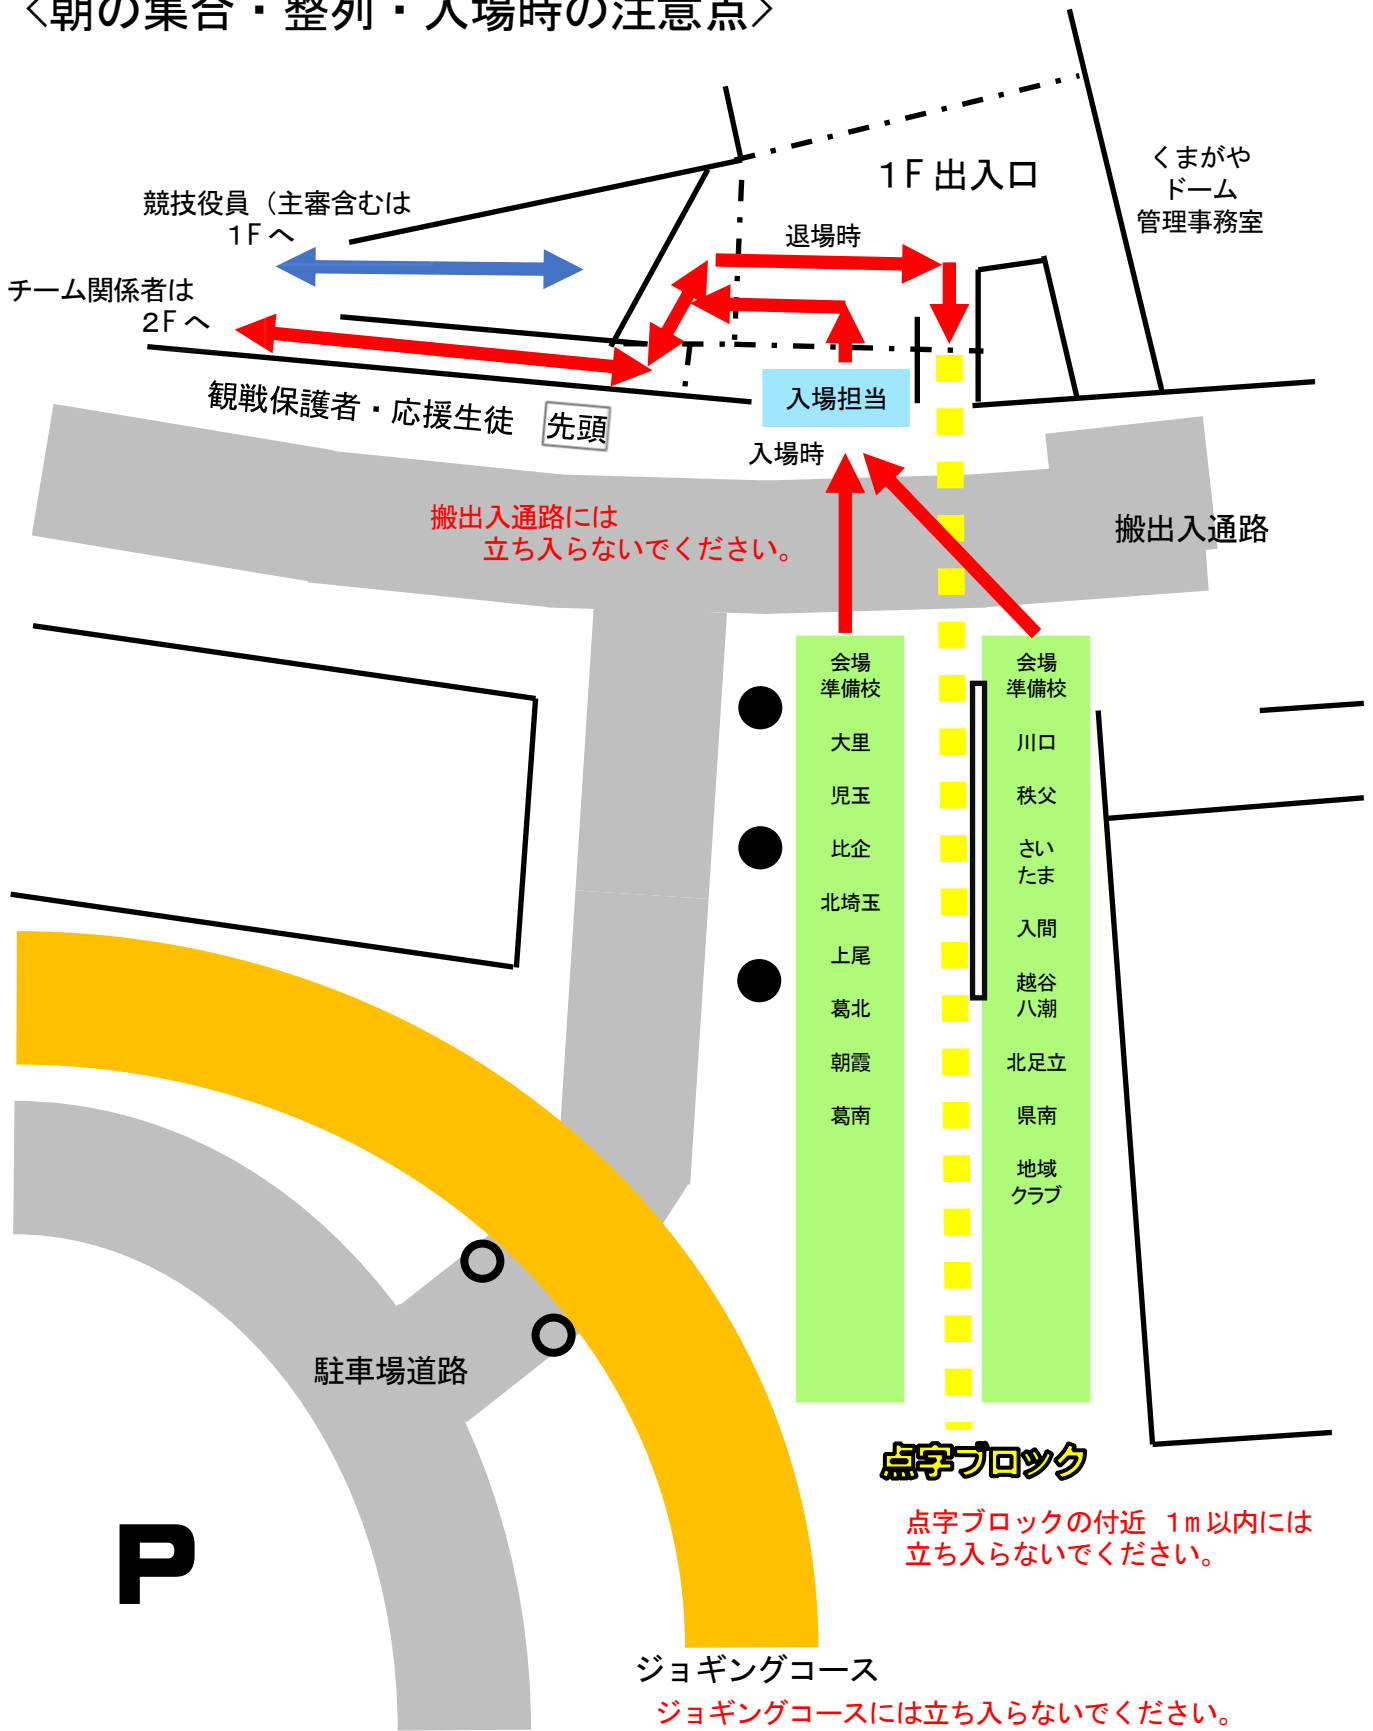 <朝の集合・整列・入場時の注意点>
1F 出入口
くまがや
ドーム
管理事務室
競技役員（主審含むは
1F へ
退場時
チーム関係者は
2F へ
観戦保護者・応援生徒
先頭
入場担当
入場時
搬出入通路には
立ち入らないでください。
搬出入通路
会場
準備校
大里
児玉
比企
北埼玉
上尾
葛北
朝霞
葛南
会場
準備校
川口
秩父
さい
たま
入間
越谷
八潮
北足立
県南
地域
クラブ
駐車場道路
点字ブロック
点字ブロックの付近 1m 以内には
立ち入らないでください。
P
ジョギングコース
ジョギングコースには立ち入らないでください。